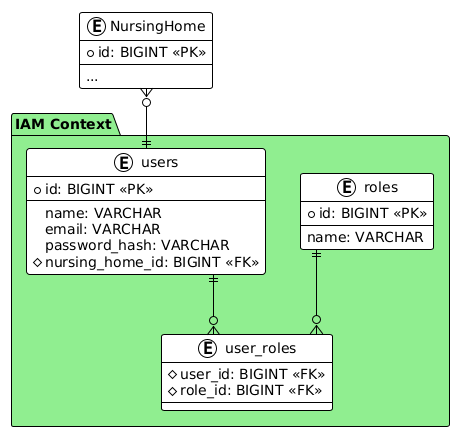 E NursingHome
id: BIGINT «PK»
...
IAM Context
E users
id: BIGINT «PK»
name: VARCHAR
email: VARCHAR
password_hash: VARCHAR
nursing_home_id: BIGINT «FK»
E roles
id: BIGINT «PK»
name: VARCHAR
E user_roles
user_id: BIGINT «FK»
role_id: BIGINT «FK»